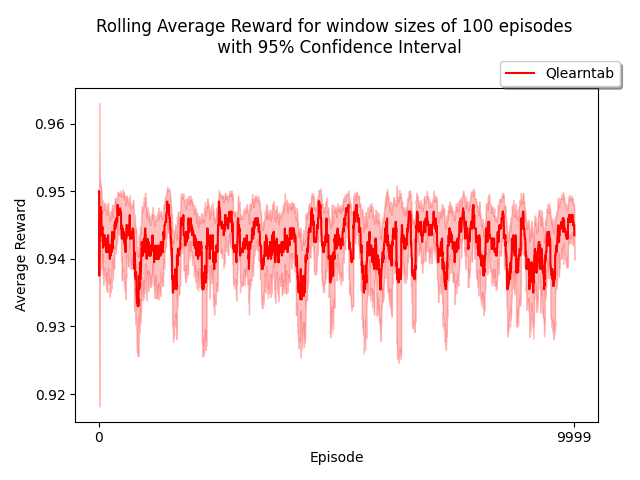 Rolling Average Reward for window sizes of 100 episodes
with 95% Confidence Interval
Qlearntab
0.96
0.95
0.94
0.93
0.92
Average Reward
0
9999
Episode